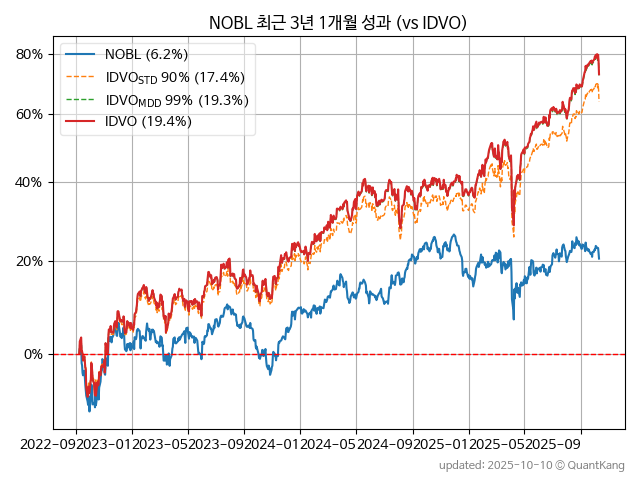 NOBL 최근 3년 1개월 성과 (vs IDVO)
NOBL (6.2%)
IDVO_STD 90% (17.4%)
IDVO_MDD 99% (19.3%)
IDVO (19.4%)
80%
60%
40%
20%
0%
2022-09 2023-01 2023-05 2023-09 2024-01 2024-05 2024-09 2025-01 2025-05 2025-09
updated: 2025-10-10 © QuantKang